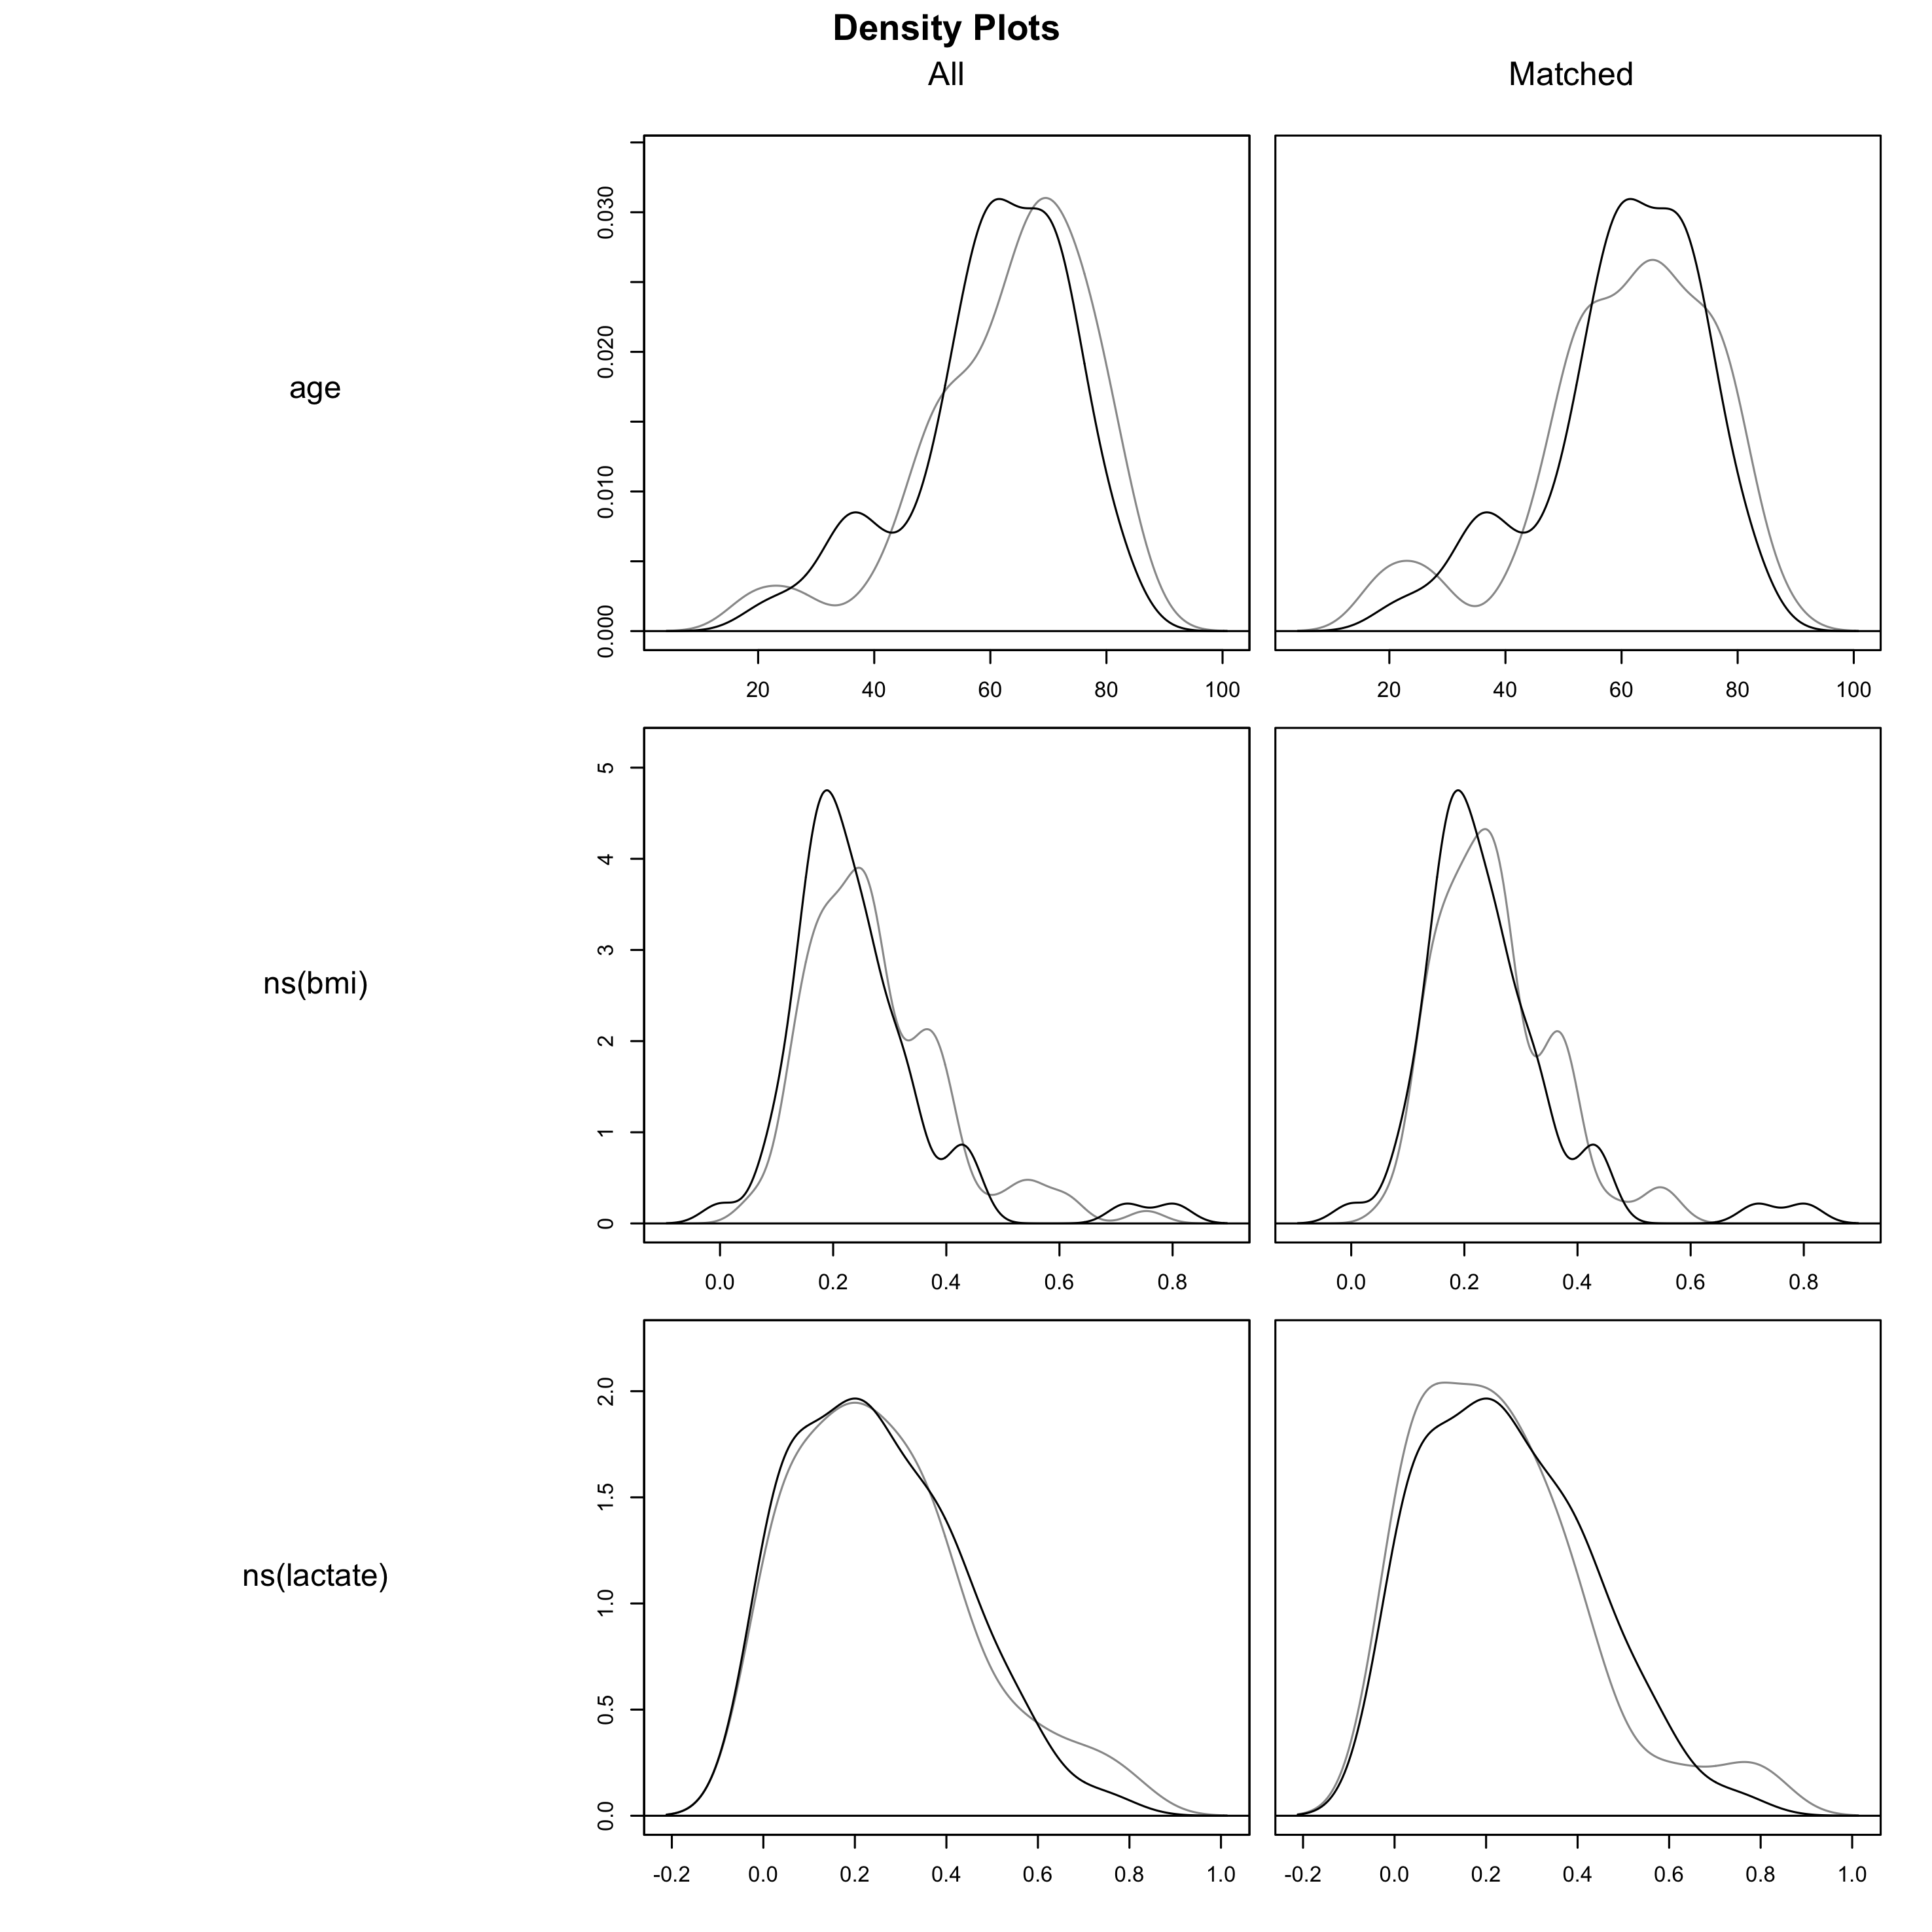 Density Plots
All Matched
age
0.000 0.010 0.020 0.030
20 40 60 80 100 20 40 60 80 100
ns(bmi)
0 1 2 3 4 5
0.0 0.2 0.4 0.6 0.8 0.0 0.2 0.4 0.6 0.8
ns(lactate)
0.0 0.5 1.0 1.5 2.0
-0.2 0.0 0.2 0.4 0.6 0.8 1.0 -0.2 0.0 0.2 0.4 0.6 0.8 1.0